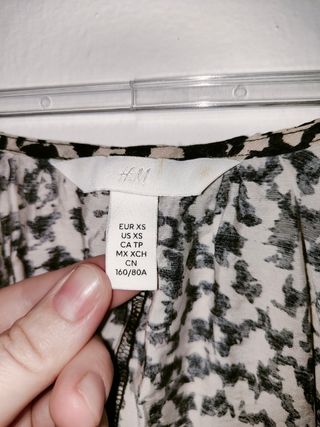 H&M
EUR XS
US XS
CA TP
MX XCH
CN
160/80A